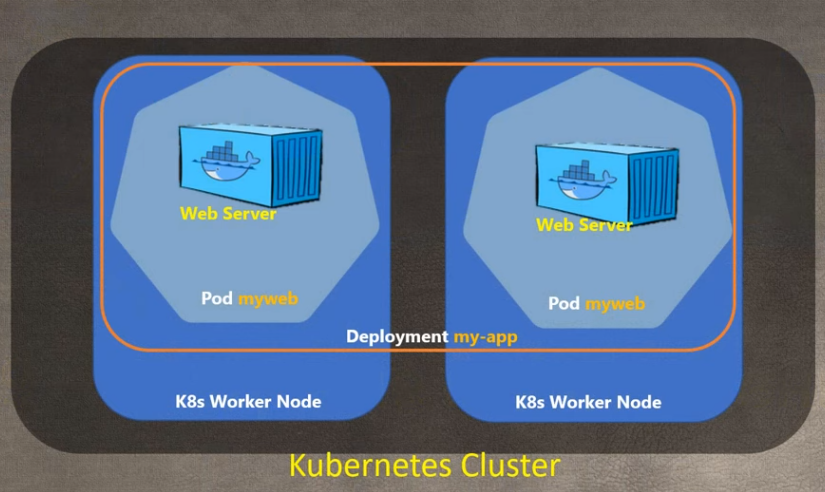 Web Server
Web Server
Pod myweb
Pod myweb
Deployment my-app
K8s Worker Node
K8s Worker Node
Kubernetes Cluster